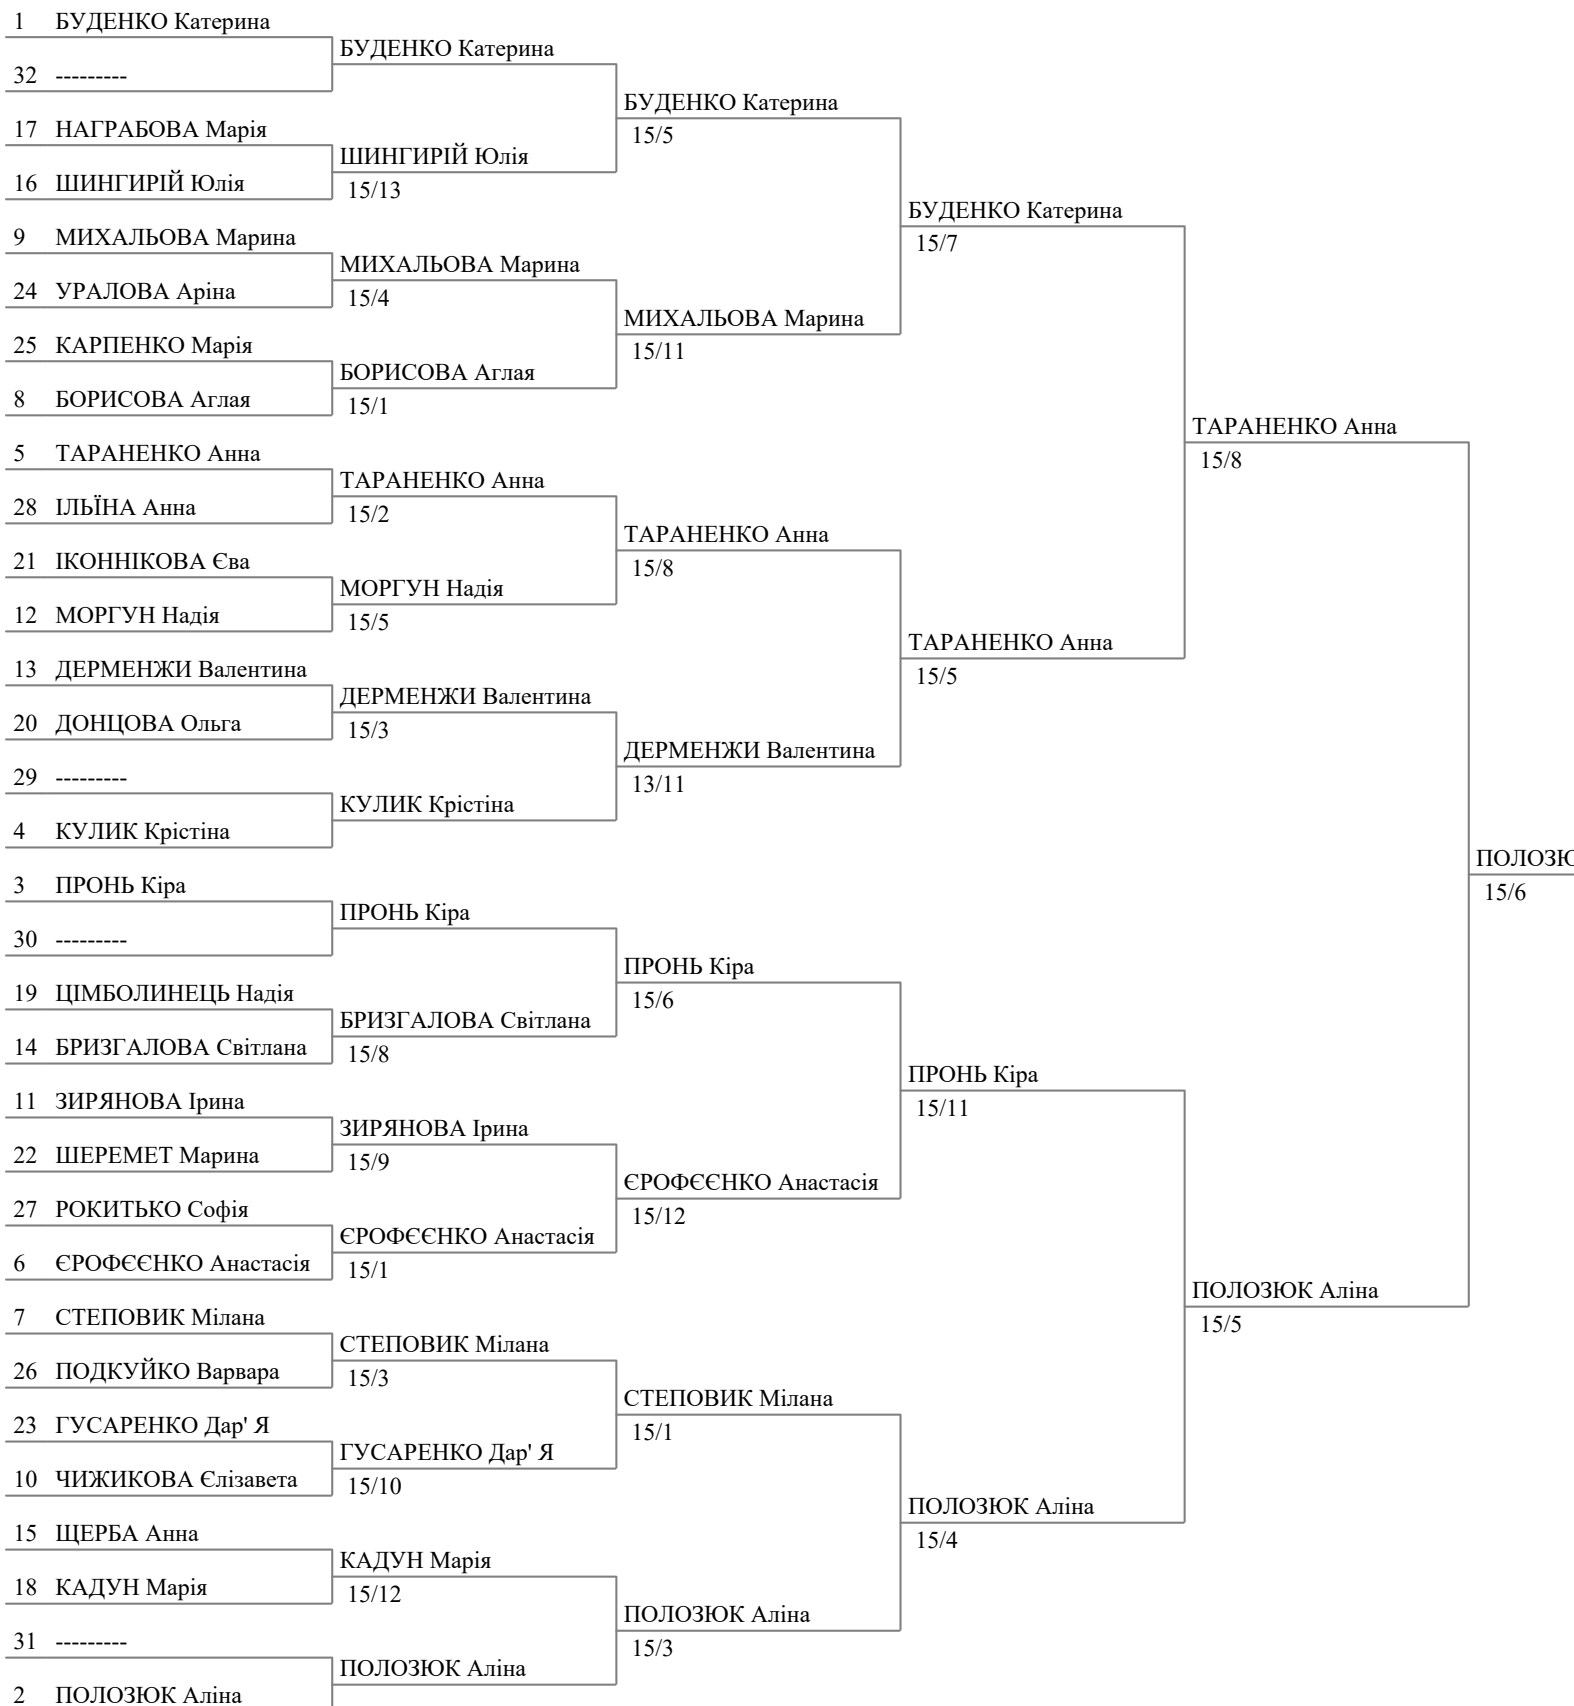 1 БУДЕНКО Катерина
32 ---------
17 НАГРАБОВА Марія
16 ШИНГИРІЙ Юлія
9 МИХАЛЬОВА Марина
24 УРАЛОВА Аріна
25 КАРПЕНКО Марія
8 БОРИСОВА Аглая
5 ТАРАНЕНКО Анна
28 ІЛЬЇНА Анна
21 ІКОННІКОВА Єва
12 МОРГУН Надія
13 ДЕРМЕНЖИ Валентина
20 ДОНЦОВА Ольга
29 ---------
4 КУЛИК Крістіна
3 ПРОНЬ Кіра
30 ---------
19 ЦІМБОЛИНЕЦЬ Надія
14 БРИЗГАЛОВА Світлана
11 ЗИРЯНОВА Ірина
22 ШЕРЕМЕТ Марина
27 РОКИТЬКО Софія
6 ЄРОФЄЄНКО Анастасія
7 СТЕПОВИК Мілана
26 ПОДКУЙКО Варвара
23 ГУСАРЕНКО Дар' Я
10 ЧИЖИКОВА Єлізавета
15 ЩЕРБА Анна
18 КАДУН Марія
31 ---------
2 ПОЛОЗЮК Аліна
БУДЕНКО Катерина
ШИНГИРІЙ Юлія
15/13
МИХАЛЬОВА Марина
15/4
БОРИСОВА Аглая
15/1
ТАРАНЕНКО Анна
15/2
МОРГУН Надія
15/5
ДЕРМЕНЖИ Валентина
15/3
КУЛИК Крістіна
ПРОНЬ Кіра
БРИЗГАЛОВА Світлана
15/8
ЗИРЯНОВА Ірина
15/9
ЄРОФЄЄНКО Анастасія
15/1
СТЕПОВИК Мілана
15/3
ГУСАРЕНКО Дар' Я
15/10
КАДУН Марія
15/12
ПОЛОЗЮК Аліна
БУДЕНКО Катерина
15/5
МИХАЛЬОВА Марина
15/11
ТАРАНЕНКО Анна
15/8
ДЕРМЕНЖИ Валентина
13/11
ПРОНЬ Кіра
15/6
ЄРОФЄЄНКО Анастасія
15/12
СТЕПОВИК Мілана
15/1
ПОЛОЗЮК Аліна
15/3
БУДЕНКО Катерина
15/7
ТАРАНЕНКО Анна
15/5
ПРОНЬ Кіра
15/11
ПОЛОЗЮК Аліна
15/4
ТАРАНЕНКО Анна
15/8
ПОЛОЗЮК Аліна
15/5
15/6